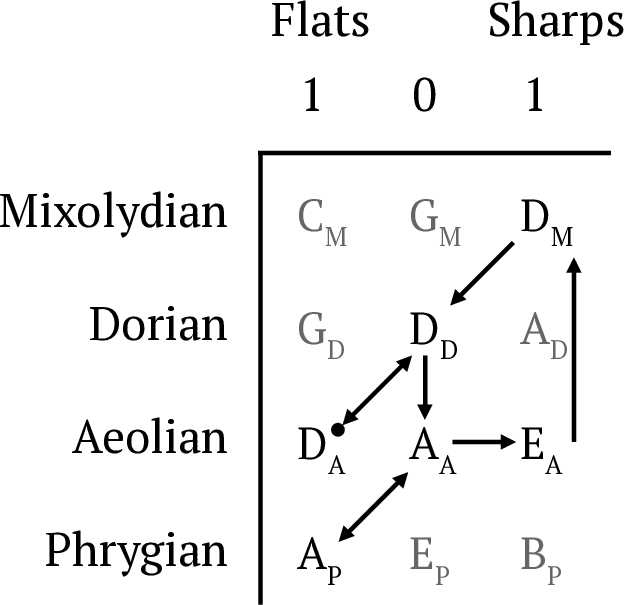 Flats Sharps
1 0 1
Mixolydian C_M G_M D_M
Dorian G_D D_D A_D
Aeolian D_A A_A E_A
Phrygian A_P E_P B_P